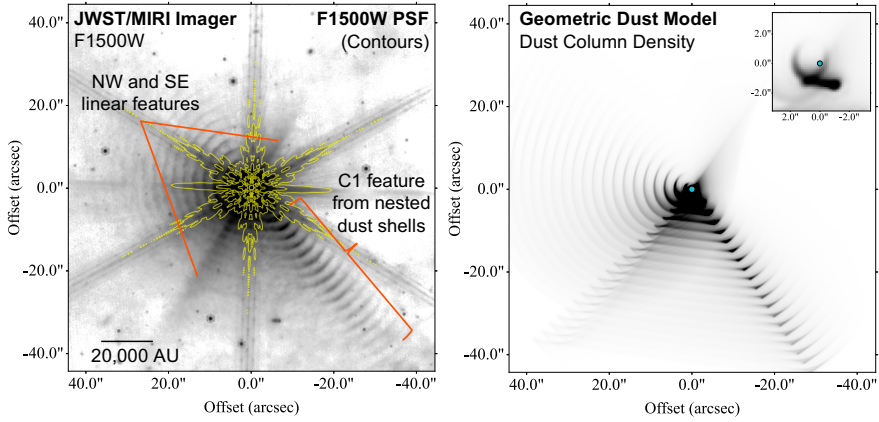 JWST/MIRI Imager
F1500W
F1500W PSF
(Contours)
NW and SE
linear features
C1 feature
from nested
dust shells
20,000 AU
40.0"
20.0"
0.0"
-20.0"
-40.0"
Offset (arcsec)
40.0"
20.0"
0.0"
-20.0"
-40.0"
Offset (arcsec)
Geometric Dust Model
Dust Column Density
0.0"
-2.0"
2.0"
0.0"
-2.0"
40.0"
20.0"
0.0"
-20.0"
-40.0"
Offset (arcsec)
40.0"
20.0"
0.0"
-20.0"
-40.0"
Offset (arcsec)